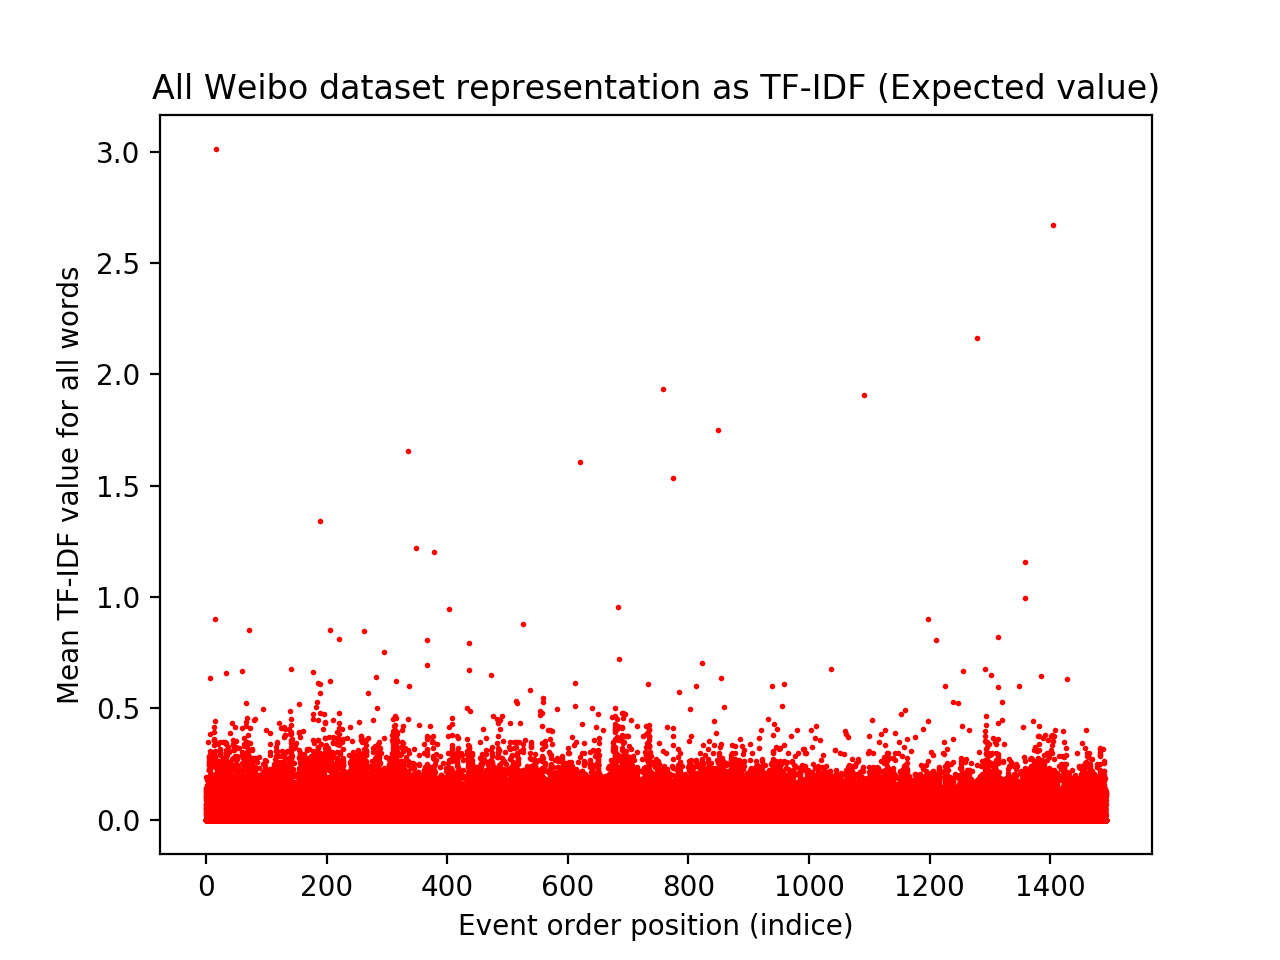 All Weibo dataset representation as TF-IDF (Expected value)
Mean TF-IDF value for all words
3.0
2.5
2.0
1.5
1.0
0.5
0.0
0 200 400 600 800 1000 1200 1400
Event order position (indice)